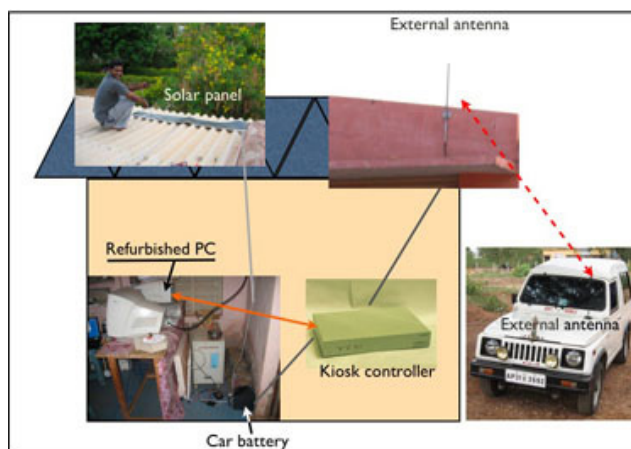 External antenna
Solar panel
Refurbished PC
External antenna
Kiosk controller
Car battery